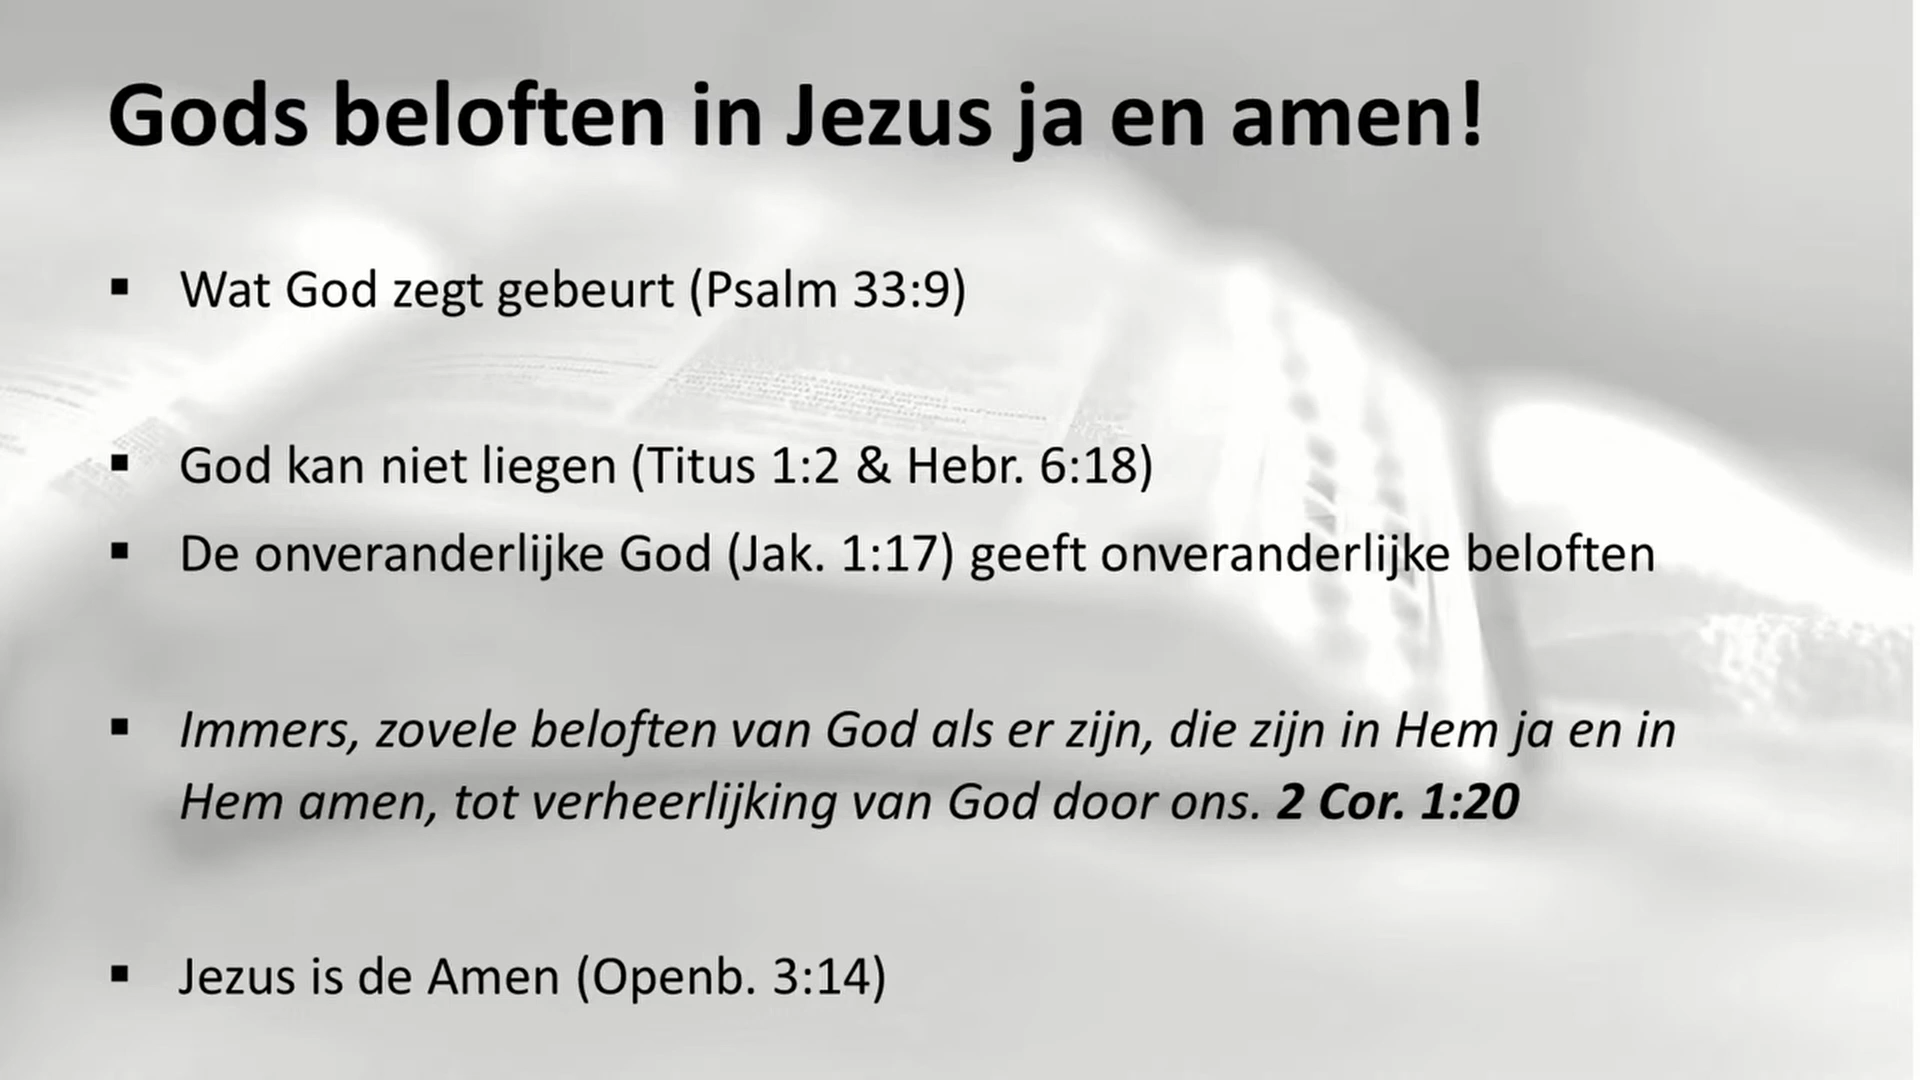 Gods beloften in Jezus ja en amen!
▪ Wat God zegt gebeurt (Psalm 33:9)
▪ God kan niet liegen (Titus 1:2 & Hebr. 6:18)
▪ De onveranderlijke God (Jak. 1:17) geeft onveranderlijke beloften
▪ Immers, zovele beloften van God als er zijn, die zijn in Hem ja en in
Hem amen, tot verheerlijking van God door ons. 2 Cor. 1:20
▪ Jezus is de Amen (Openb. 3:14)